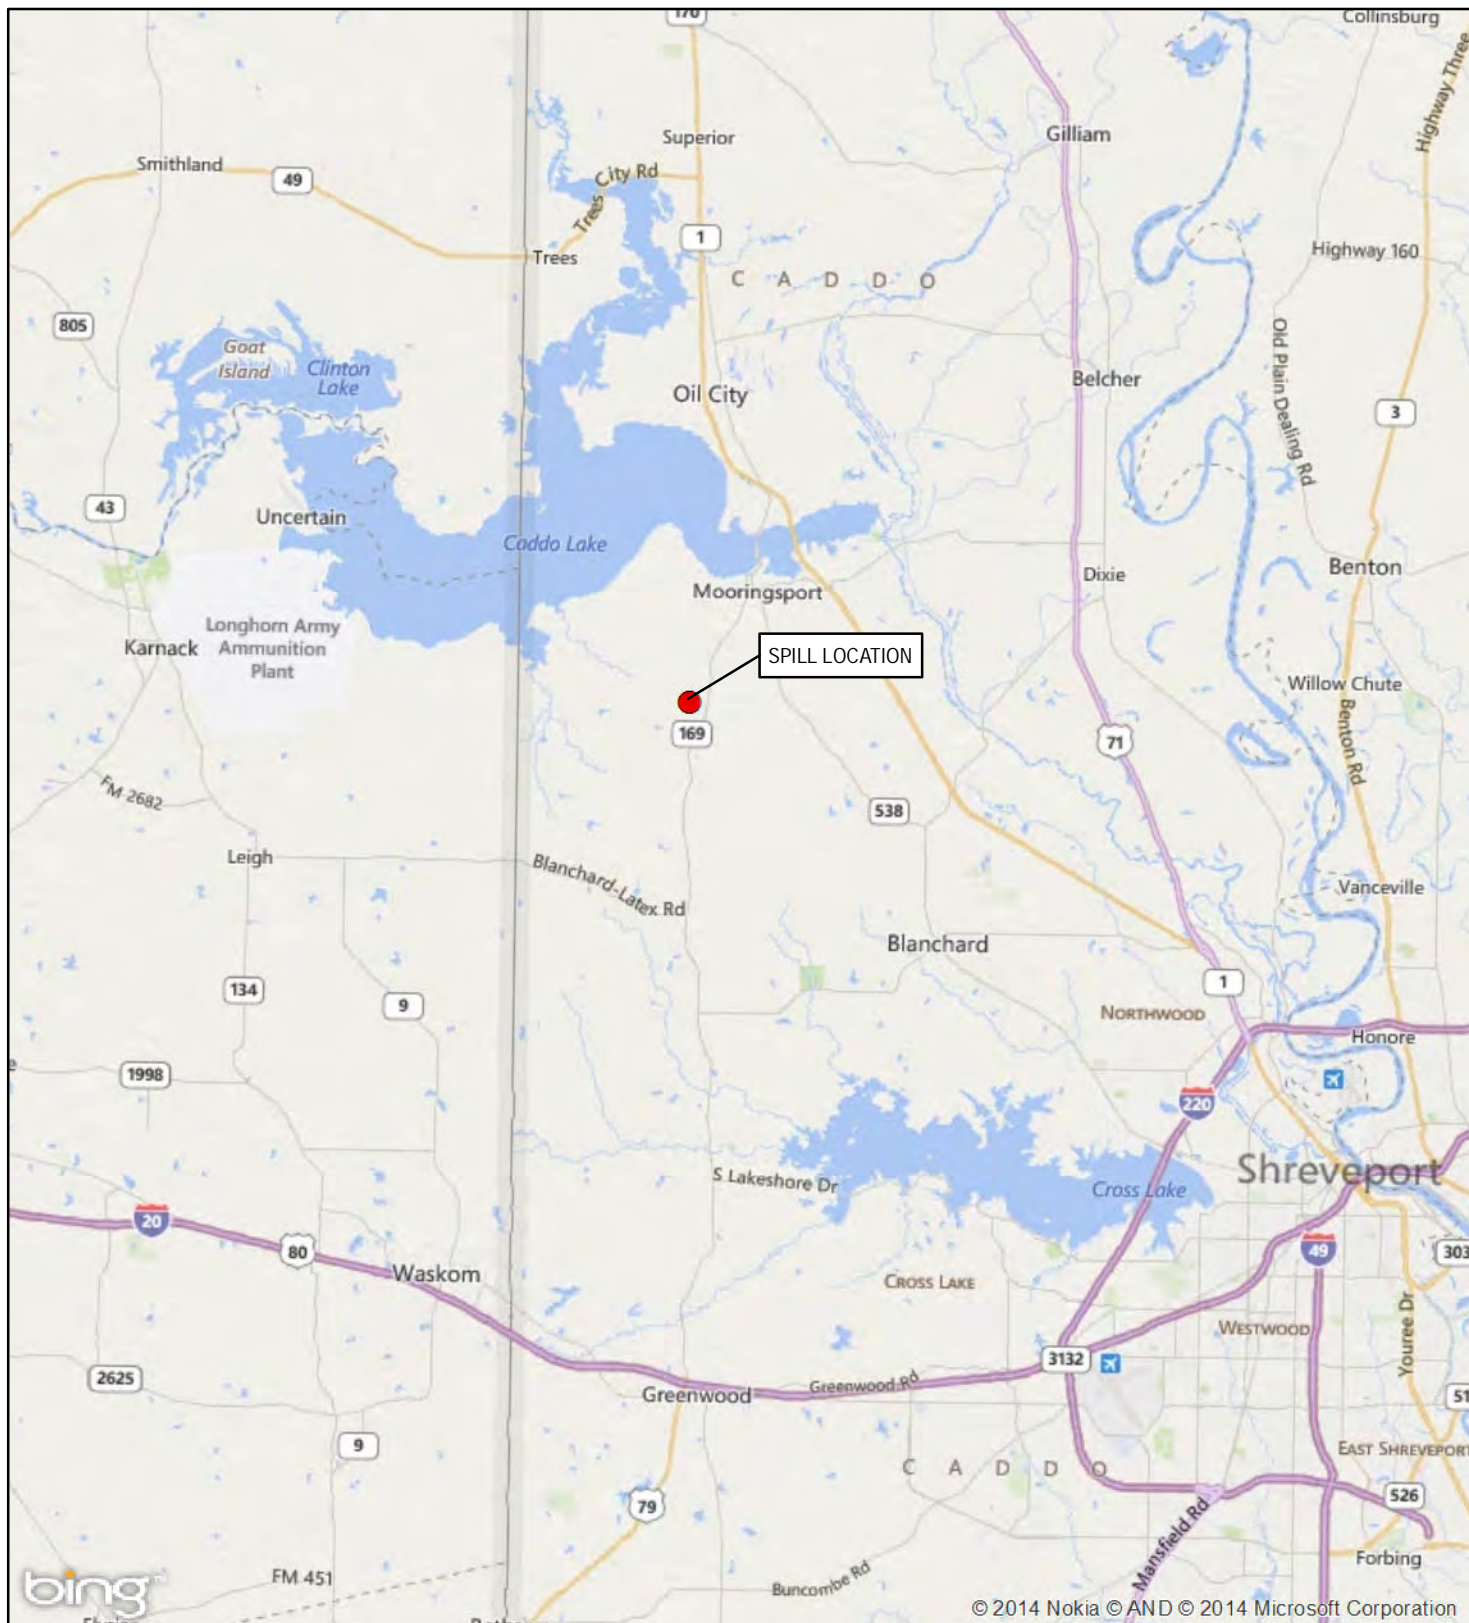 170
Collinsburg
Highway Three
Superior
Gilliam
Smithland
49
Trees City Rd
1
Trees
Highway 160
C A D D O
805
Goat
Island
Clinton
Lake
Old Plain Dealing Rd
Oil City
Belcher
3
43
Uncertain
Caddo Lake
Dixie
Benton
Mooringsport
Longhorn Army
Ammunition
Plant
Karnack
SPILL LOCATION
Willow Chute
169
71
Benton Rd
FM 2682
538
Leigh
Blanchard-Latex Rd
Vanceville
Blanchard
134
9
1
NORTHWOOD
Honore
1998
220
S Lakeshore Dr
Cross Lake
Shreveport
20
80
49
303
Waskom
CROSS LAKE
WESTWOOD
Youree Dr
3132
2625
Greenwood
Greenwood Rd
51
9
EAST SHREVEPORT
C A D D O
79
526
Mansfield Rd
Forbing
FM 451
Buncombe Rd
bing
© 2014 Nokia © AND © 2014 Microsoft Corporation